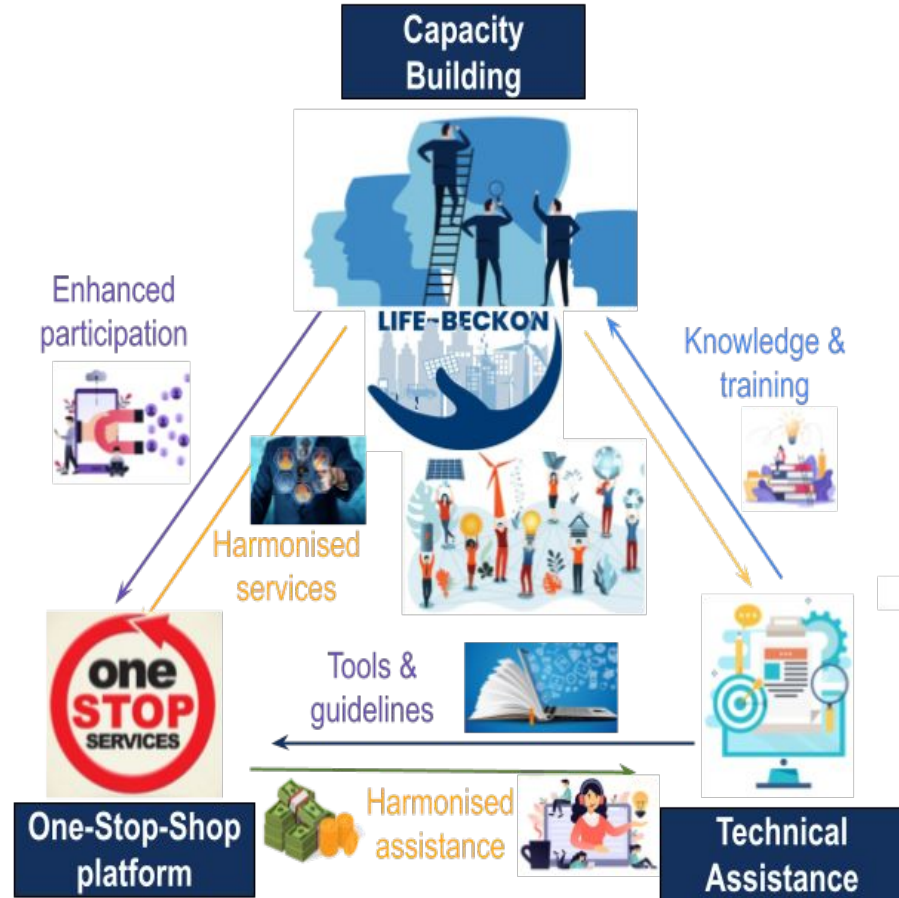 Capacity
Building
Enhanced
participation
LIFE-BECKON
Knowledge &
training
Harmonised
services
one
STOP
SERVICES
Tools &
guidelines
Harmonised
assistance
One-Stop-Shop
platform
Technical
Assistance